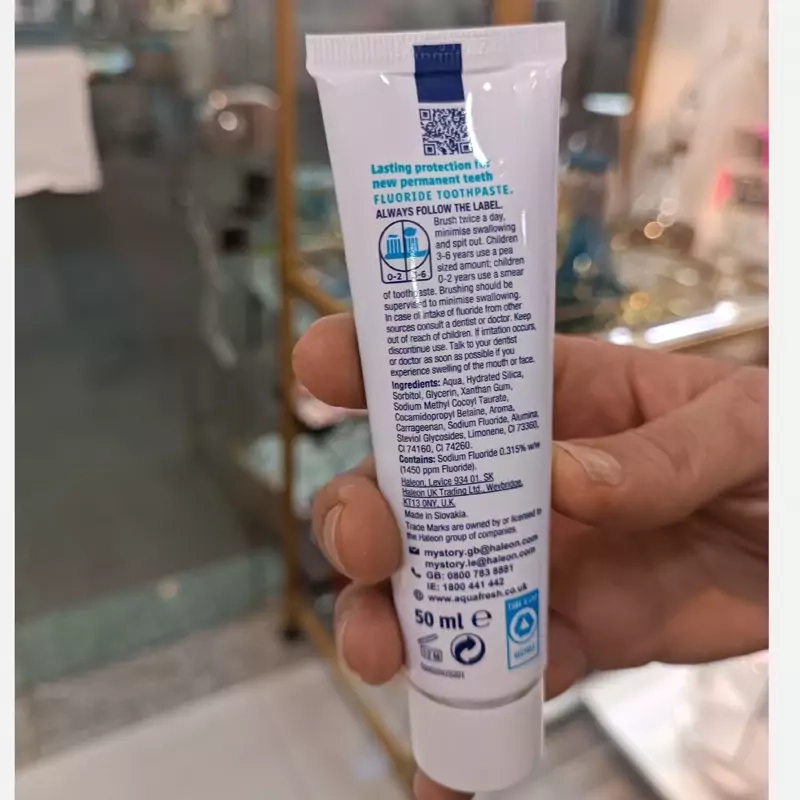 Lasting protection for
new permanent teeth
FLUORIDE TOOTHPASTE.
ALWAYS FOLLOW THE LABEL.
Brush twice a day,
minimise swallowing
and spit out. Children
3-6 years use a pea
sized amount; children
0-2 years use a smear
0-2 3-6
of toothpaste. Brushing should be
supervised to minimise swallowing.
In case of intake of fluoride from other
sources consult a dentist or doctor. Keep
out of reach of children. If irritation occurs,
discontinue use. Talk to your dentist
or doctor as soon as possible if you
experience swelling of the mouth or face.
Ingredients: Aqua, Hydrated Silica,
Sorbitol, Glycerin, Xanthan Gum,
Sodium Methyl Cocoyl Taurate,
Cocamidopropyl Betaine, Aroma,
Carrageenan, Sodium Fluoride, Alumina,
Steviol Glycosides, Limonene, CI 73360,
CI 74160, CI 74260.
Contains: Sodium Fluoride 0.315% w/w
(1450 ppm Fluoride).
Haleon, Levice 934 01, SK
Haleon UK Trading Ltd., Weybridge,
KT13 0NY, U.K.
Made in Slovakia.
Trade Marks are owned by or licensed to
the Haleon group of companies.
mystory.gb@haleon.com
mystory.ie@haleon.com
GB: 0800 783 8881
IE: 1800 441 442
www.aquafresh.co.uk
50 ml e